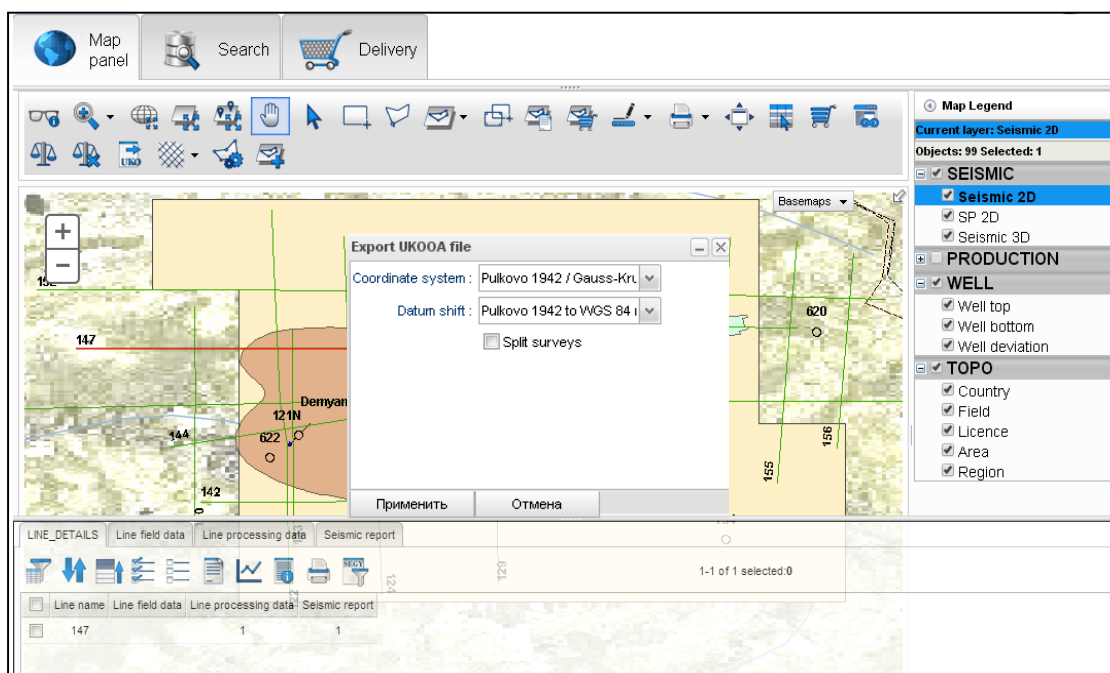 Map
panel
Search
Delivery
UKO
Map Legend
Current layer: Seismic 2D
Objects: 99 Selected: 1
SEISMIC
Seismic 2D
SP 2D
Seismic 3D
PRODUCTION
WELL
Well top
Well bottom
Well deviation
TOPO
Country
Field
Licence
Area
Region
Basemaps
+
−
147
620
Demyan
121N
144
622
142
156
155
Export UKOOA file
Coordinate system :
Pulkovo 1942 / Gauss-Kru
Datum shift :
Pulkovo 1942 to WGS 84
Split surveys
Применить
Отмена
LINE_DETAILS
Line field data
Line processing data
Seismic report
SEGY
124
129
1-1 of 1 selected:0
Line name
Line field data
Line processing data
Seismic report
147
1
1